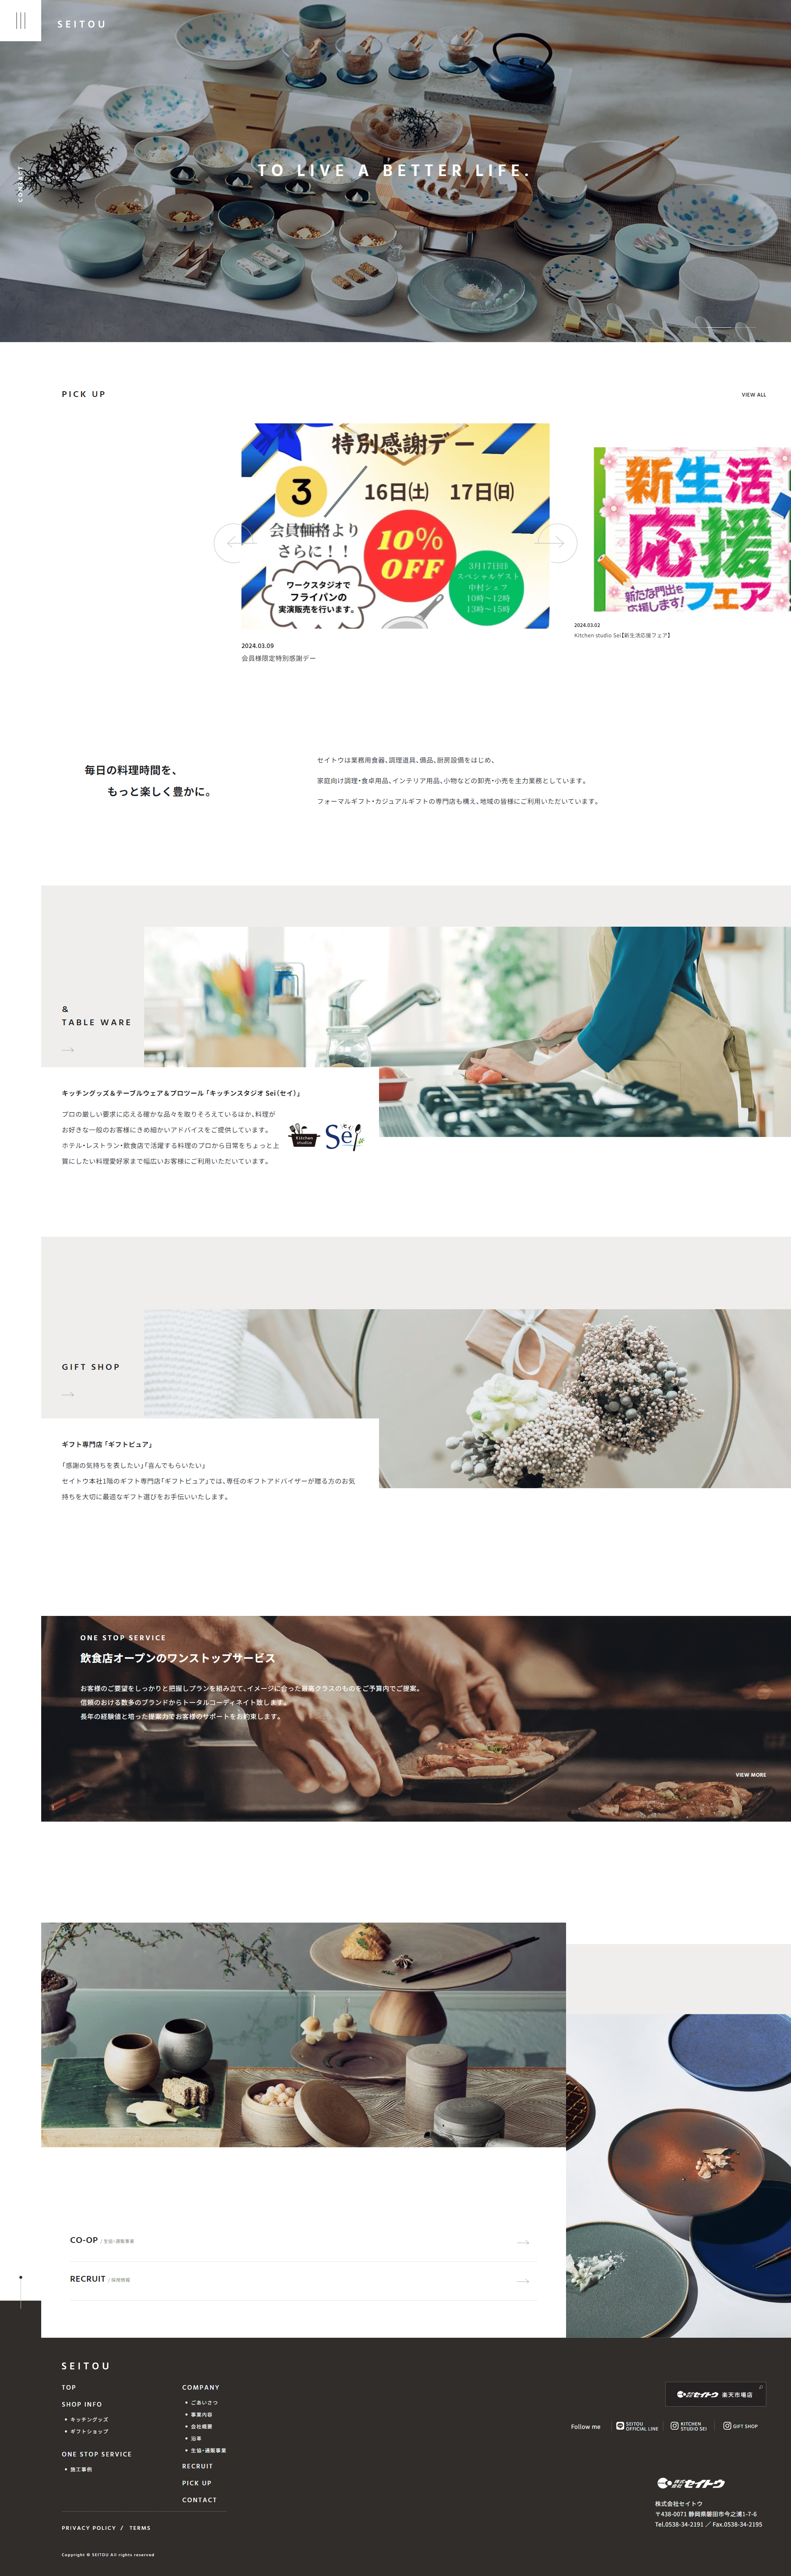 SEITOU
CONTACT
TO LIVE A BETTER LIFE.
PICK UP
VIEW ALL
特別感謝デー
3
16日(土) 17日(日)
会員価格より
さらに!!
10%
OFF
ワークスタジオで
フライパンの
実演販売を行います。
3月17日(日)
スペシャルゲスト
中村シェフ
10時〜12時
13時〜15時
2024.03.09
会員様限定特別感謝デー
新生活
応援
新たな門出を
応援します!
フェア
2024.03.02
Kitchen studio Sei【新生活応援フェア】
毎日の料理時間を、
もっと楽しく豊かに。
セイトウは業務用食器、調理道具、備品、厨房設備をはじめ、
家庭向け調理・食卓用品、インテリア用品、小物などの卸売・小売を主力業務としています。
フォーマルギフト・カジュアルギフトの専門店も構え、地域の皆様にご利用いただいています。
&
TABLE WARE
キッチングッズ＆テーブルウェア＆プロツール「キッチンスタジオ Sei（セイ）」
プロの厳しい要求に応える確かな品々を取りそろえているほか、料理が
お好きな一般のお客様にきめ細かいアドバイスをご提供しています。
ホテル・レストラン・飲食店で活躍する料理のプロから日常をちょっと上
質にしたい料理愛好家まで幅広いお客様にご利用いただいています。
Kitchen
studio
セイ
Sei
GIFT SHOP
ギフト専門店「ギフトピュア」
「感謝の気持ちを表したい」「喜んでもらいたい」
セイトウ本社1階のギフト専門店「ギフトピュア」では、専任のギフトアドバイザーが贈る方のお気
持ちを大切に最適なギフト選びをお手伝いいたします。
ONE STOP SERVICE
飲食店オープンのワンストップサービス
お客様のご要望をしっかりと把握しプランを組み立て、イメージに合った最高クラスのものをご予算内でご提案。
信頼のおける数多のブランドからトータルコーディネイト致します。
長年の経験値と培った提案力でお客様のサポートをお約束します。
VIEW MORE
CO-OP / 生協・通販事業
RECRUIT / 採用情報
SEITOU
TOP
SHOP INFO
キッチングッズ
ギフトショップ
ONE STOP SERVICE
施工事例
COMPANY
ごあいさつ
事業内容
会社概要
沿革
生協・通販事業
RECRUIT
PICK UP
CONTACT
PRIVACY POLICY / TERMS
Copyright © SEITOU All rights reserved
株式会社セイトウ 楽天市場店
Follow me
SEITOU
OFFICIAL LINE
KITCHEN
STUDIO SEI
GIFT SHOP
株式会社セイトウ
株式会社セイトウ
〒438-0071 静岡県磐田市今之浦1-7-6
Tel.0538-34-2191 ／ Fax.0538-34-2195